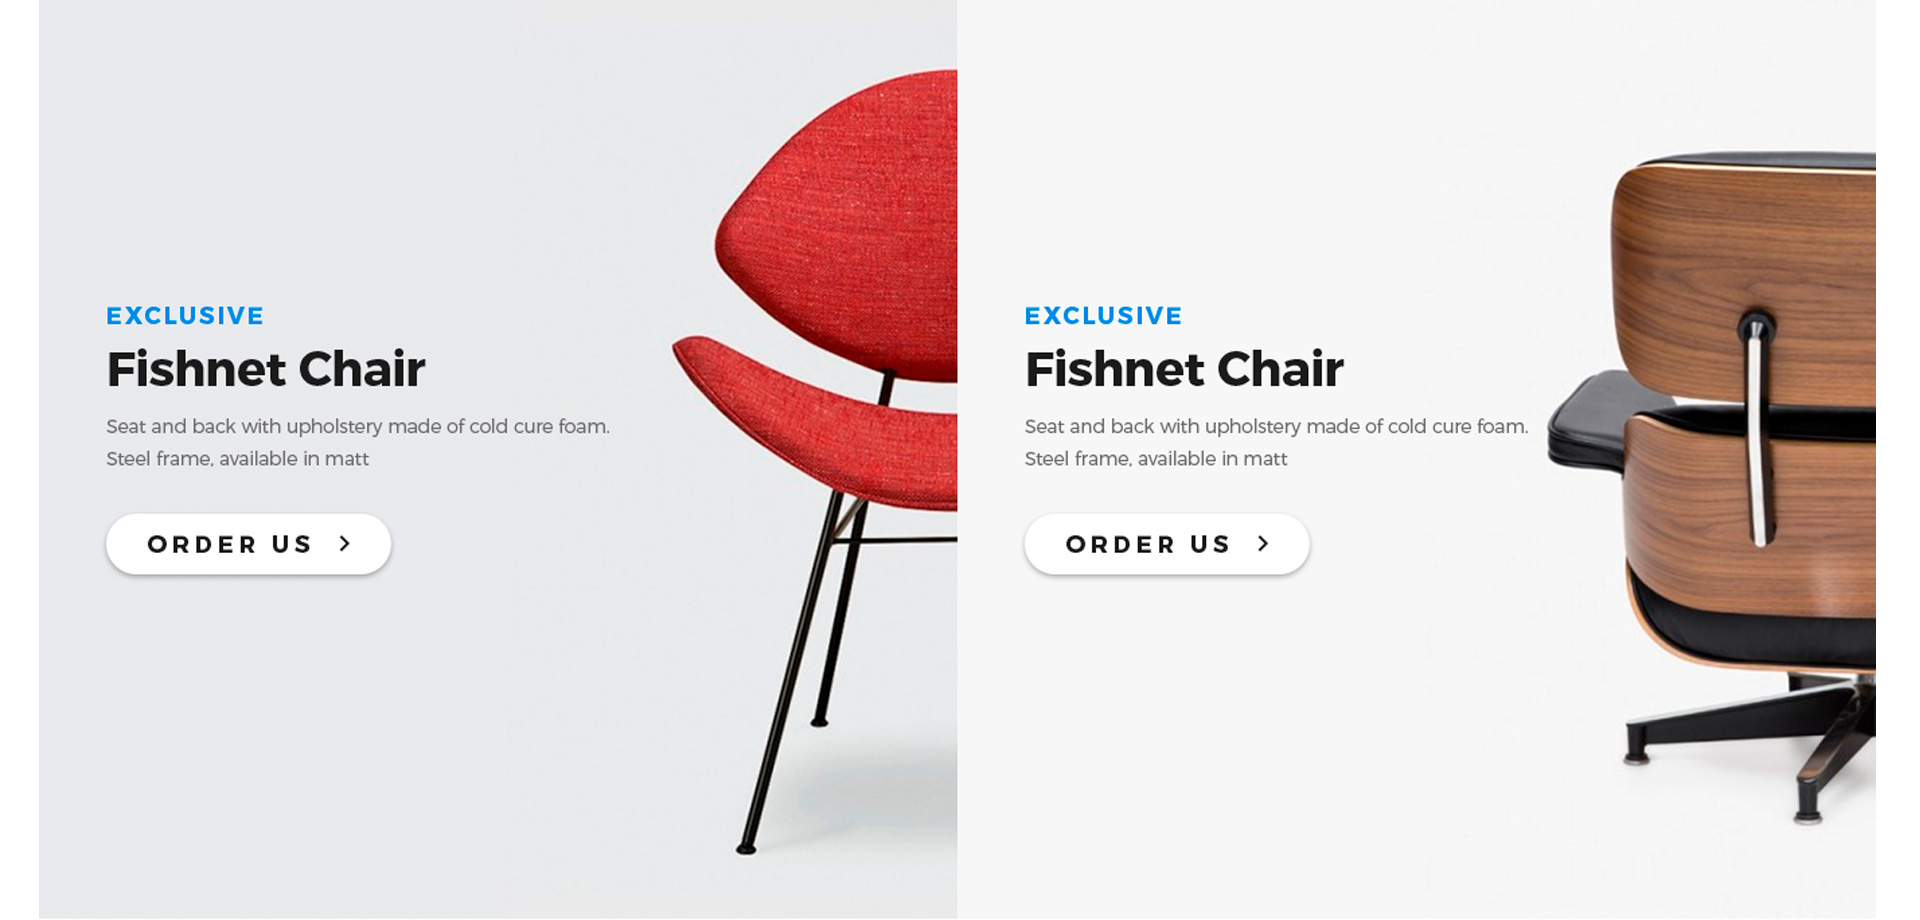 EXCLUSIVE
Fishnet Chair
Seat and back with upholstery made of cold cure foam.
Steel frame, available in matt
ORDER US
EXCLUSIVE
Fishnet Chair
Seat and back with upholstery made of cold cure foam.
Steel frame, available in matt
ORDER US